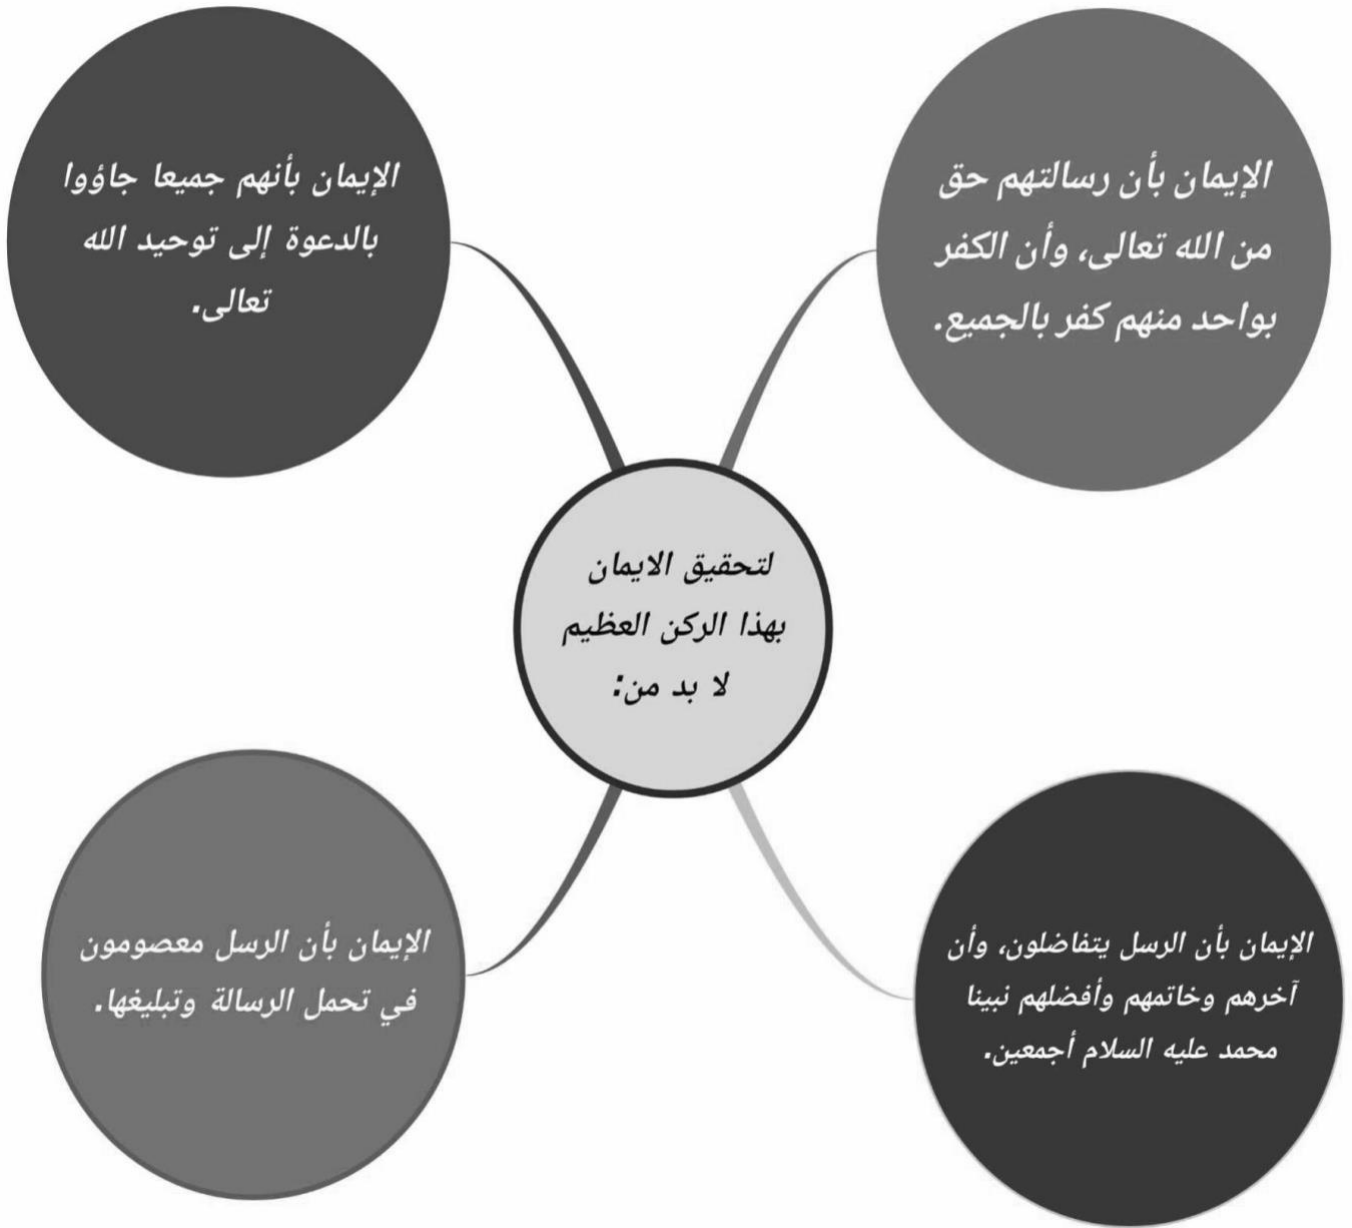 الإيمان بأن رسالتهم حق
من الله تعالى، وأن الكفر
بواحد منهم كفر بالجميع.
الإيمان بأنهم جميعا جاؤوا
بالدعوة إلى توحيد الله
تعالى.
لتحقيق الايمان
بهذا الركن العظيم
لا بد من:
الإيمان بأن الرسل يتفاضلون، وأن
آخرهم وخاتمهم وأفضلهم نبينا
محمد عليه السلام أجمعين.
الإيمان بأن الرسل معصومون
في تحمل الرسالة وتبليغها.